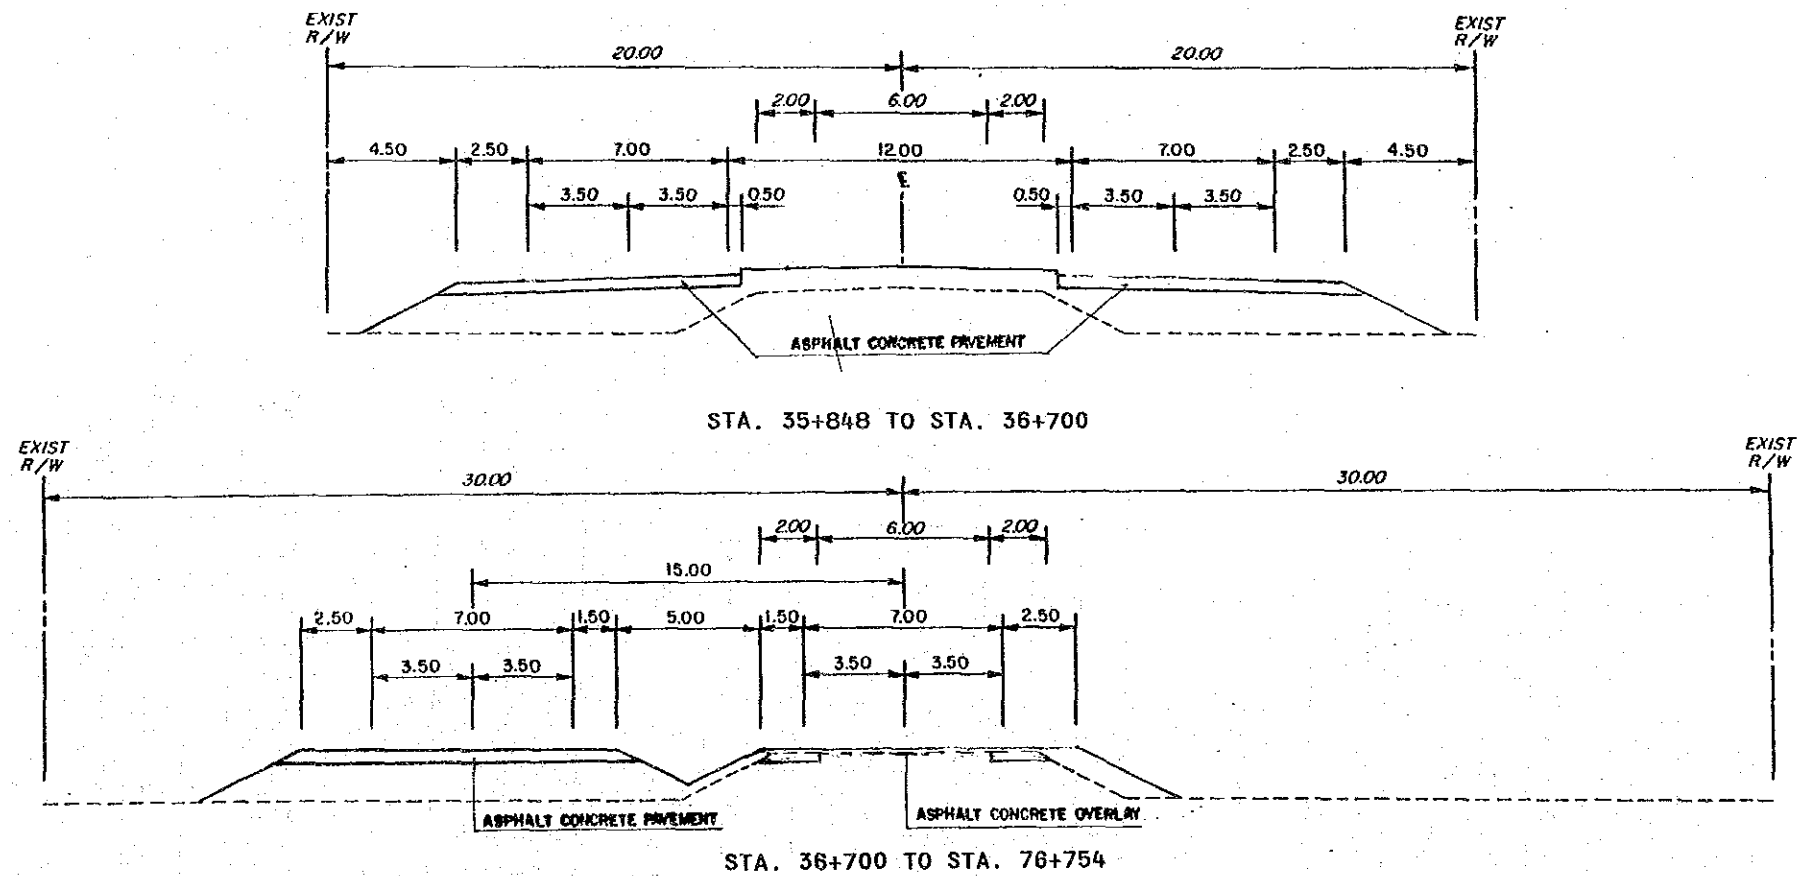 EXIST EXIST
R/W R/W
20.00 20.00
2.00 6.00 2.00
4.50 2.50 7.00 12.00 7.00 2.50 4.50
3.50 3.50 0.50 0.50 3.50 3.50
ASPHALT CONCRETE PAVEMENT
STA. 35+848 TO STA. 36+700
EXIST EXIST
R/W R/W
30.00 30.00
2.00 6.00 2.00
15.00
2.50 7.00 1.50 5.00 1.50 7.00 2.50
3.50 3.50 3.50 3.50
ASPHALT CONCRETE PAVEMENT ASPHALT CONCRETE OVERLAY
STA. 36+700 TO STA. 76+754